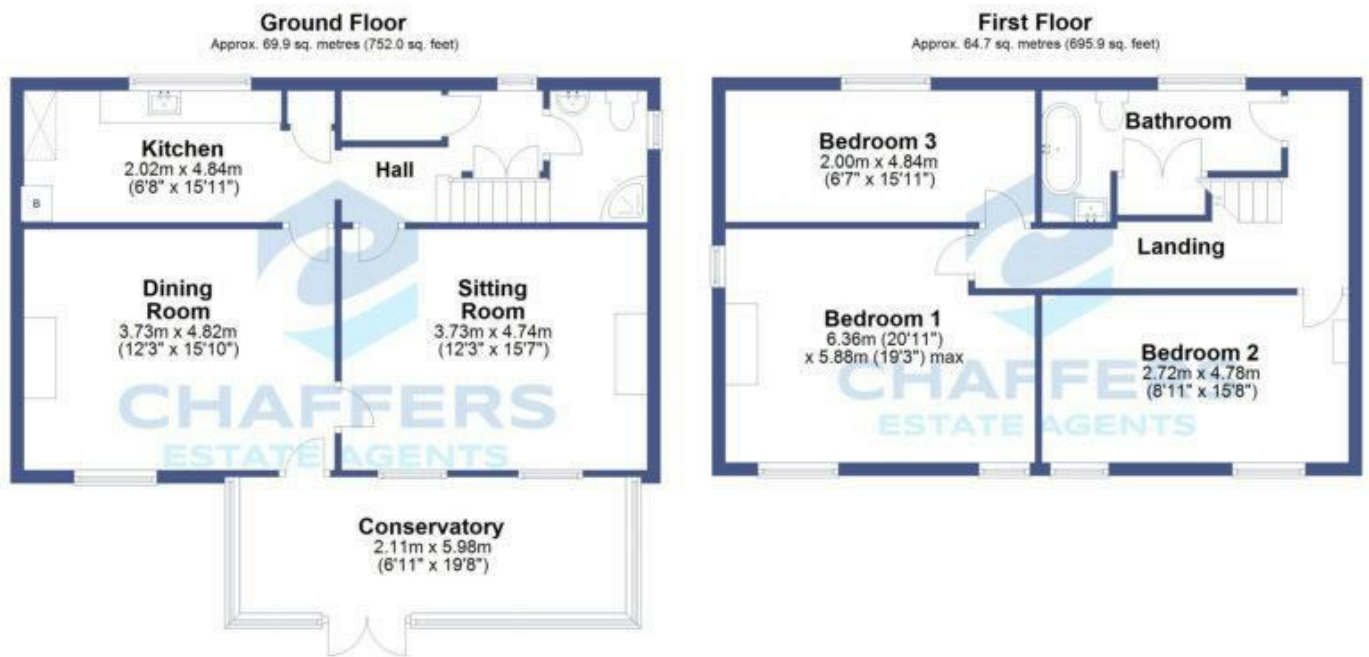 Ground Floor
Approx. 69.9 sq. metres (752.0 sq. feet)
Kitchen
2.02m x 4.84m
(6'8" x 15'11")
B
Hall
Dining
Room
3.73m x 4.82m
(12'3" x 15'10")
Sitting
Room
3.73m x 4.74m
(12'3" x 15'7")
CHAFFERS
ESTATE AGENTS
Conservatory
2.11m x 5.98m
(6'11" x 19'8")
First Floor
Approx. 64.7 sq. metres (695.9 sq. feet)
Bedroom 3
2.00m x 4.84m
(6'7" x 15'11")
Bathroom
Landing
Bedroom 1
6.36m (20'11")
x 5.88m (19'3") max
Bedroom 2
2.72m x 4.78m
(8'11" x 15'8")
CHAFFERS
ESTATE AGENTS